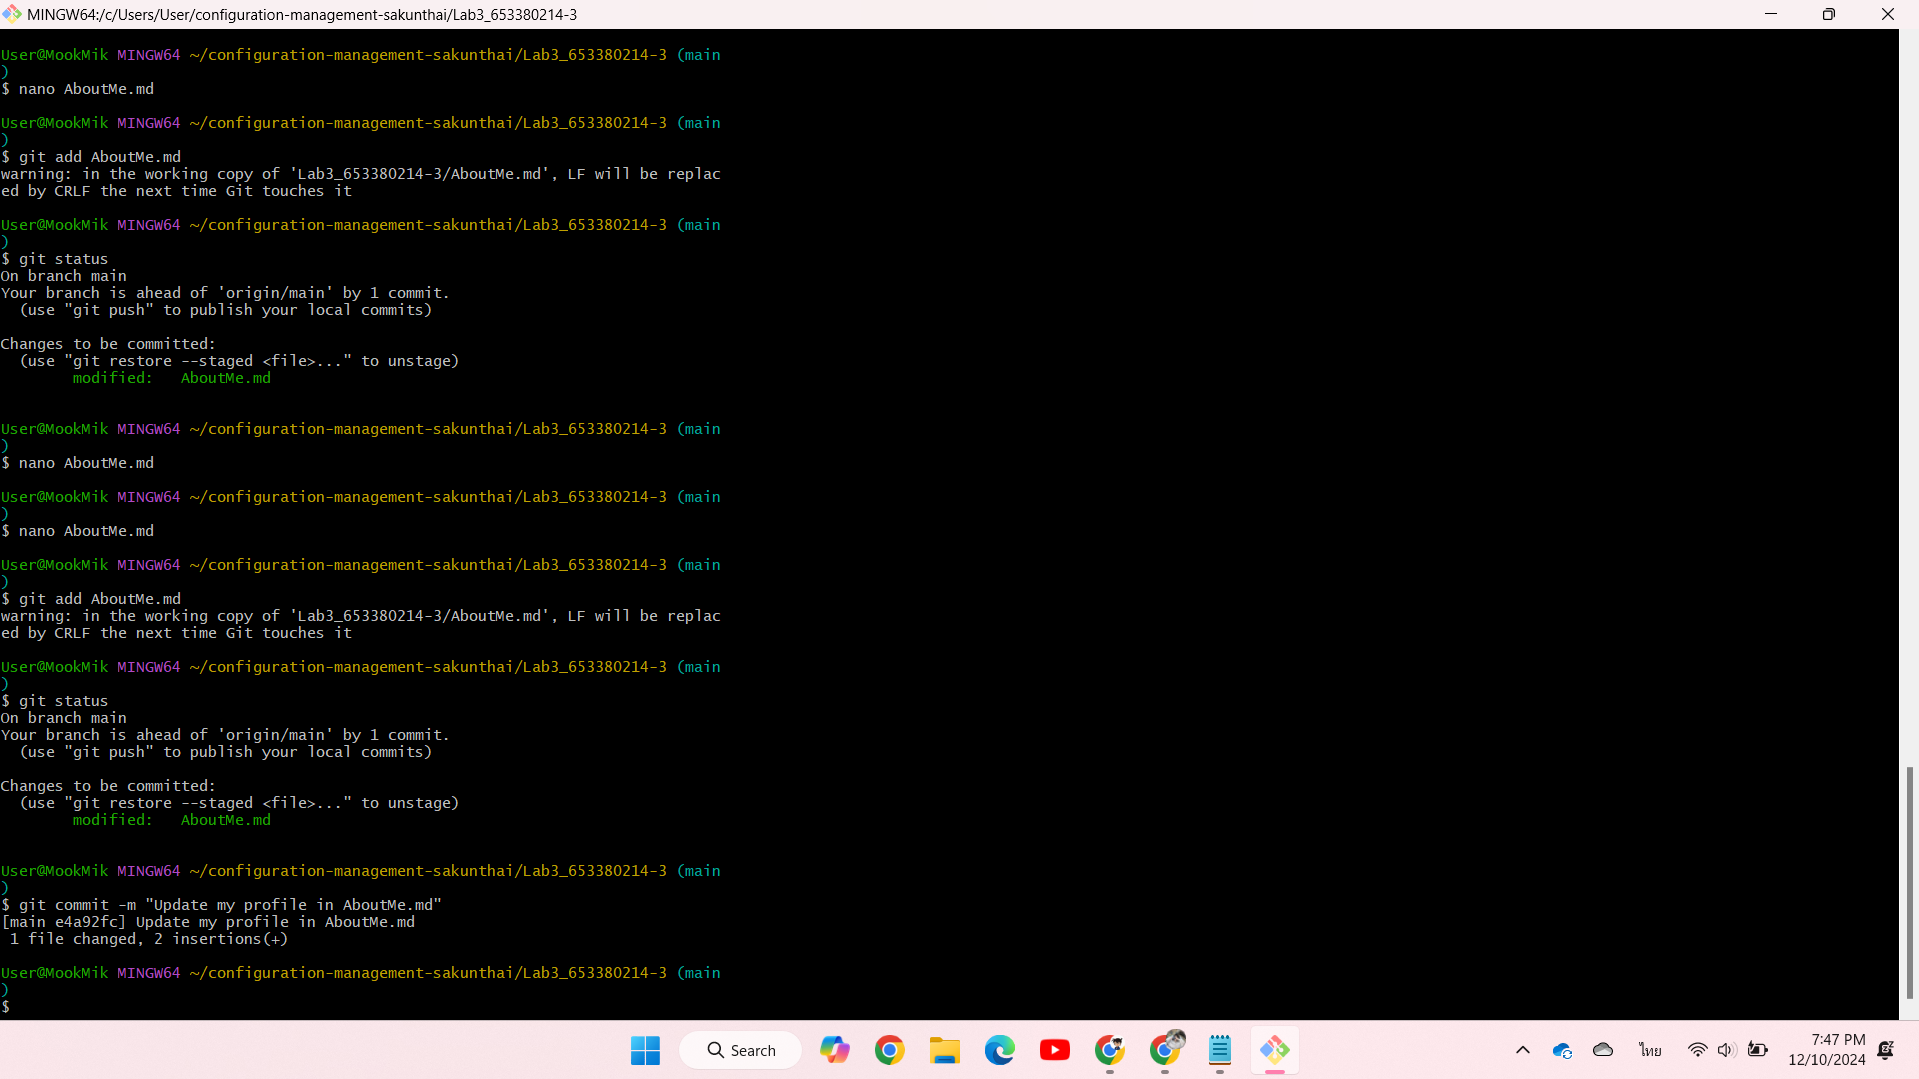 MINGW64:/c/Users/User/configuration-management-sakunthai/Lab3_653380214-3
User@MookMik MINGW64 ~/configuration-management-sakunthai/Lab3_653380214-3 (main
)
$ nano AboutMe.md
User@MookMik MINGW64 ~/configuration-management-sakunthai/Lab3_653380214-3 (main
)
$ git add AboutMe.md
warning: in the working copy of 'Lab3_653380214-3/AboutMe.md', LF will be replac
ed by CRLF the next time Git touches it
User@MookMik MINGW64 ~/configuration-management-sakunthai/Lab3_653380214-3 (main
)
$ git status
On branch main
Your branch is ahead of 'origin/main' by 1 commit.
  (use "git push" to publish your local commits)
Changes to be committed:
  (use "git restore --staged <file>..." to unstage)
        modified:   AboutMe.md
User@MookMik MINGW64 ~/configuration-management-sakunthai/Lab3_653380214-3 (main
)
$ nano AboutMe.md
User@MookMik MINGW64 ~/configuration-management-sakunthai/Lab3_653380214-3 (main
)
$ nano AboutMe.md
User@MookMik MINGW64 ~/configuration-management-sakunthai/Lab3_653380214-3 (main
)
$ git add AboutMe.md
warning: in the working copy of 'Lab3_653380214-3/AboutMe.md', LF will be replac
ed by CRLF the next time Git touches it
User@MookMik MINGW64 ~/configuration-management-sakunthai/Lab3_653380214-3 (main
)
$ git status
On branch main
Your branch is ahead of 'origin/main' by 1 commit.
  (use "git push" to publish your local commits)
Changes to be committed:
  (use "git restore --staged <file>..." to unstage)
        modified:   AboutMe.md
User@MookMik MINGW64 ~/configuration-management-sakunthai/Lab3_653380214-3 (main
)
$ git commit -m "Update my profile in AboutMe.md"
[main e4a92fc] Update my profile in AboutMe.md
 1 file changed, 2 insertions(+)
User@MookMik MINGW64 ~/configuration-management-sakunthai/Lab3_653380214-3 (main
)
$
Search
ไทย
7:47 PM
12/10/2024